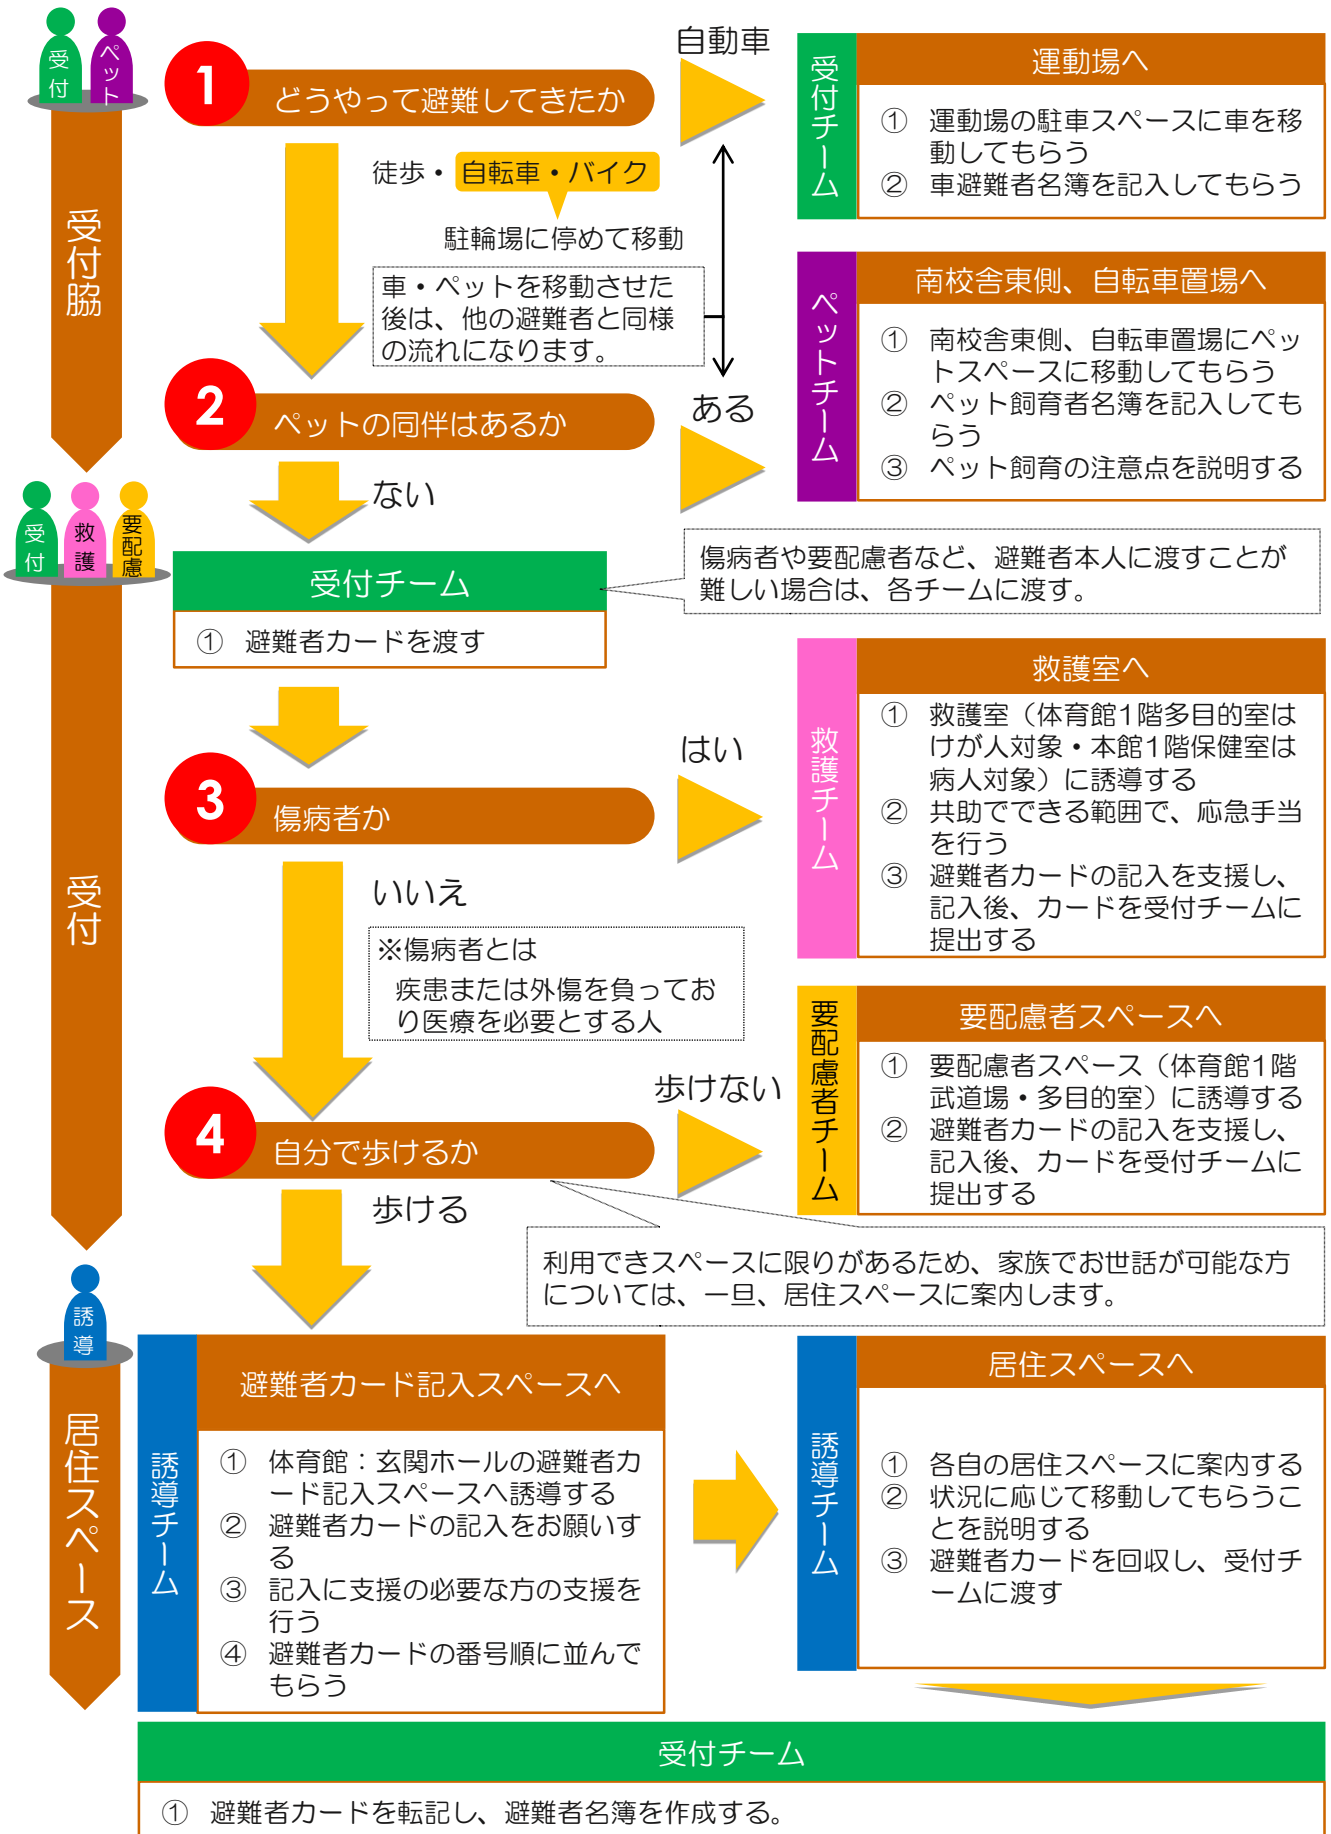 受付
ペット
1
どうやって避難してきたか
自動車
受付チーム
運動場へ
① 運動場の駐車スペースに車を移
動してもらう
② 車避難者名簿を記入してもらう
受付脇
徒歩・自転車・バイク
駐輪場に停めて移動
車・ペットを移動させた
後は、他の避難者と同様
の流れになります。
2
ペットの同伴はあるか
ある
ペットチーム
南校舎東側、自転車置場へ
① 南校舎東側、自転車置場にペッ
トスペースに移動してもらう
② ペット飼育者名簿を記入しても
らう
③ ペット飼育の注意点を説明する
ない
受付
救護
要配慮
受付チーム
① 避難者カードを渡す
傷病者や要配慮者など、避難者本人に渡すことが
難しい場合は、各チームに渡す。
受付
3
傷病者か
はい
救護チーム
救護室へ
① 救護室(体育館1階多目的室は
けが人対象・本館1階保健室は
病人対象)に誘導する
② 共助でできる範囲で、応急手当
を行う
③ 避難者カードの記入を支援し、
記入後、カードを受付チームに
提出する
いいえ
※傷病者とは
疾患または外傷を負ってお
り医療を必要とする人
4
自分で歩けるか
歩けない
要配慮者チーム
要配慮者スペースへ
① 要配慮者スペース(体育館1階
武道場・多目的室)に誘導する
② 避難者カードの記入を支援し、
記入後、カードを受付チームに
提出する
歩ける
利用できスペースに限りがあるため、家族でお世話が可能な方
については、一旦、居住スペースに案内します。
誘導
居住スペース
誘導チーム
避難者カード記入スペースへ
① 体育館:玄関ホールの避難者カ
ード記入スペースへ誘導する
② 避難者カードの記入をお願いす
る
③ 記入に支援の必要な方の支援を
行う
④ 避難者カードの番号順に並んで
もらう
誘導チーム
居住スペースへ
① 各自の居住スペースに案内する
② 状況に応じて移動してもらうこ
とを説明する
③ 避難者カードを回収し、受付チ
ームに渡す
受付チーム
① 避難者カードを転記し、避難者名簿を作成する。